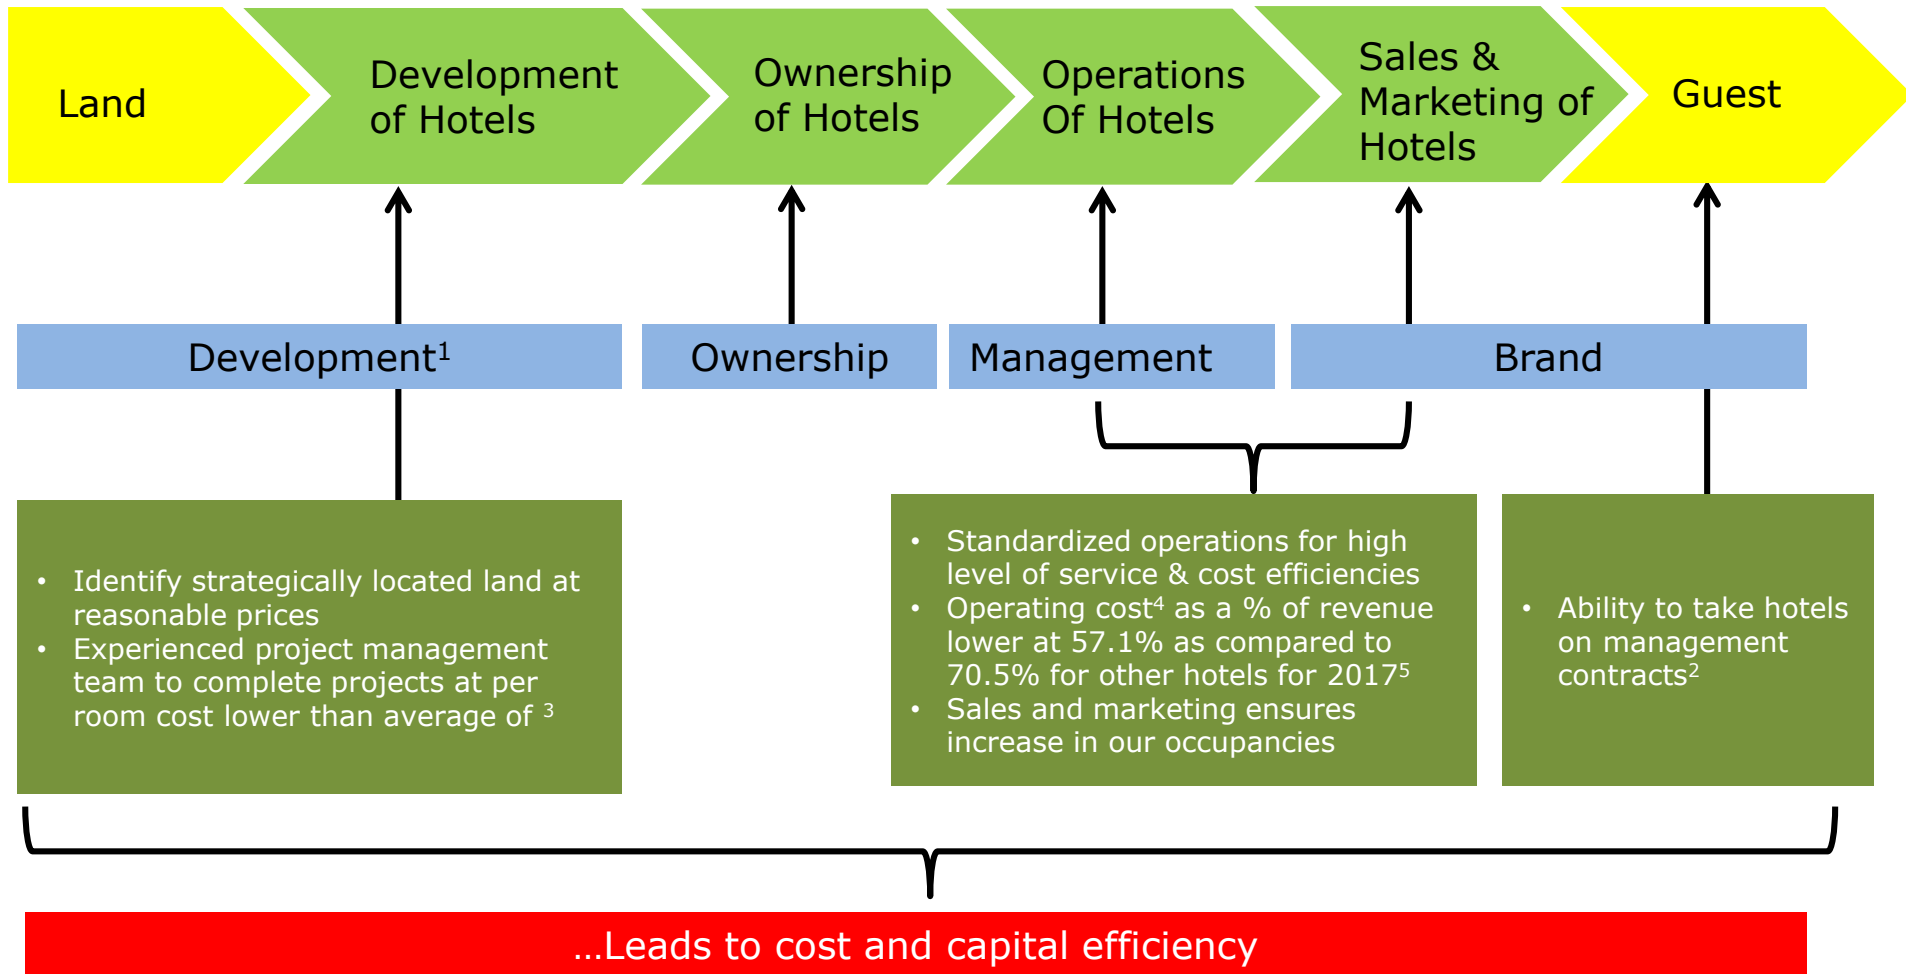 Land
Development
of Hotels
Ownership
of Hotels
Operations
Of Hotels
Sales &
Marketing of
Hotels
Guest
Development¹
Ownership
Management
Brand
• Identify strategically located land at
reasonable prices
• Experienced project management
team to complete projects at per
room cost lower than average of ³
• Standardized operations for high
level of service & cost efficiencies
• Operating cost⁴ as a % of revenue
lower at 57.1% as compared to
70.5% for other hotels for 2017⁵
• Sales and marketing ensures
increase in our occupancies
• Ability to take hotels
on management
contracts²
...Leads to cost and capital efficiency